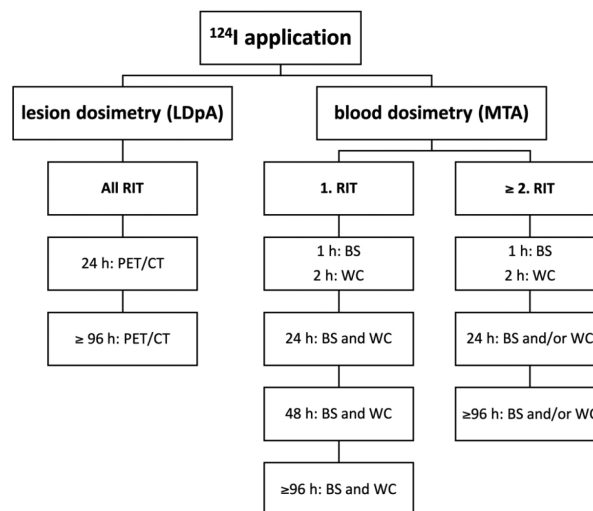 ¹²⁴I application
lesion dosimetry (LDpA)
All RIT
24 h: PET/CT
≥ 96 h: PET/CT
blood dosimetry (MTA)
1. RIT
1 h: BS
2 h: WC
24 h: BS and WC
48 h: BS and WC
≥96 h: BS and WC
≥ 2. RIT
1 h: BS
2 h: WC
24 h: BS and/or WC
≥96 h: BS and/or WC